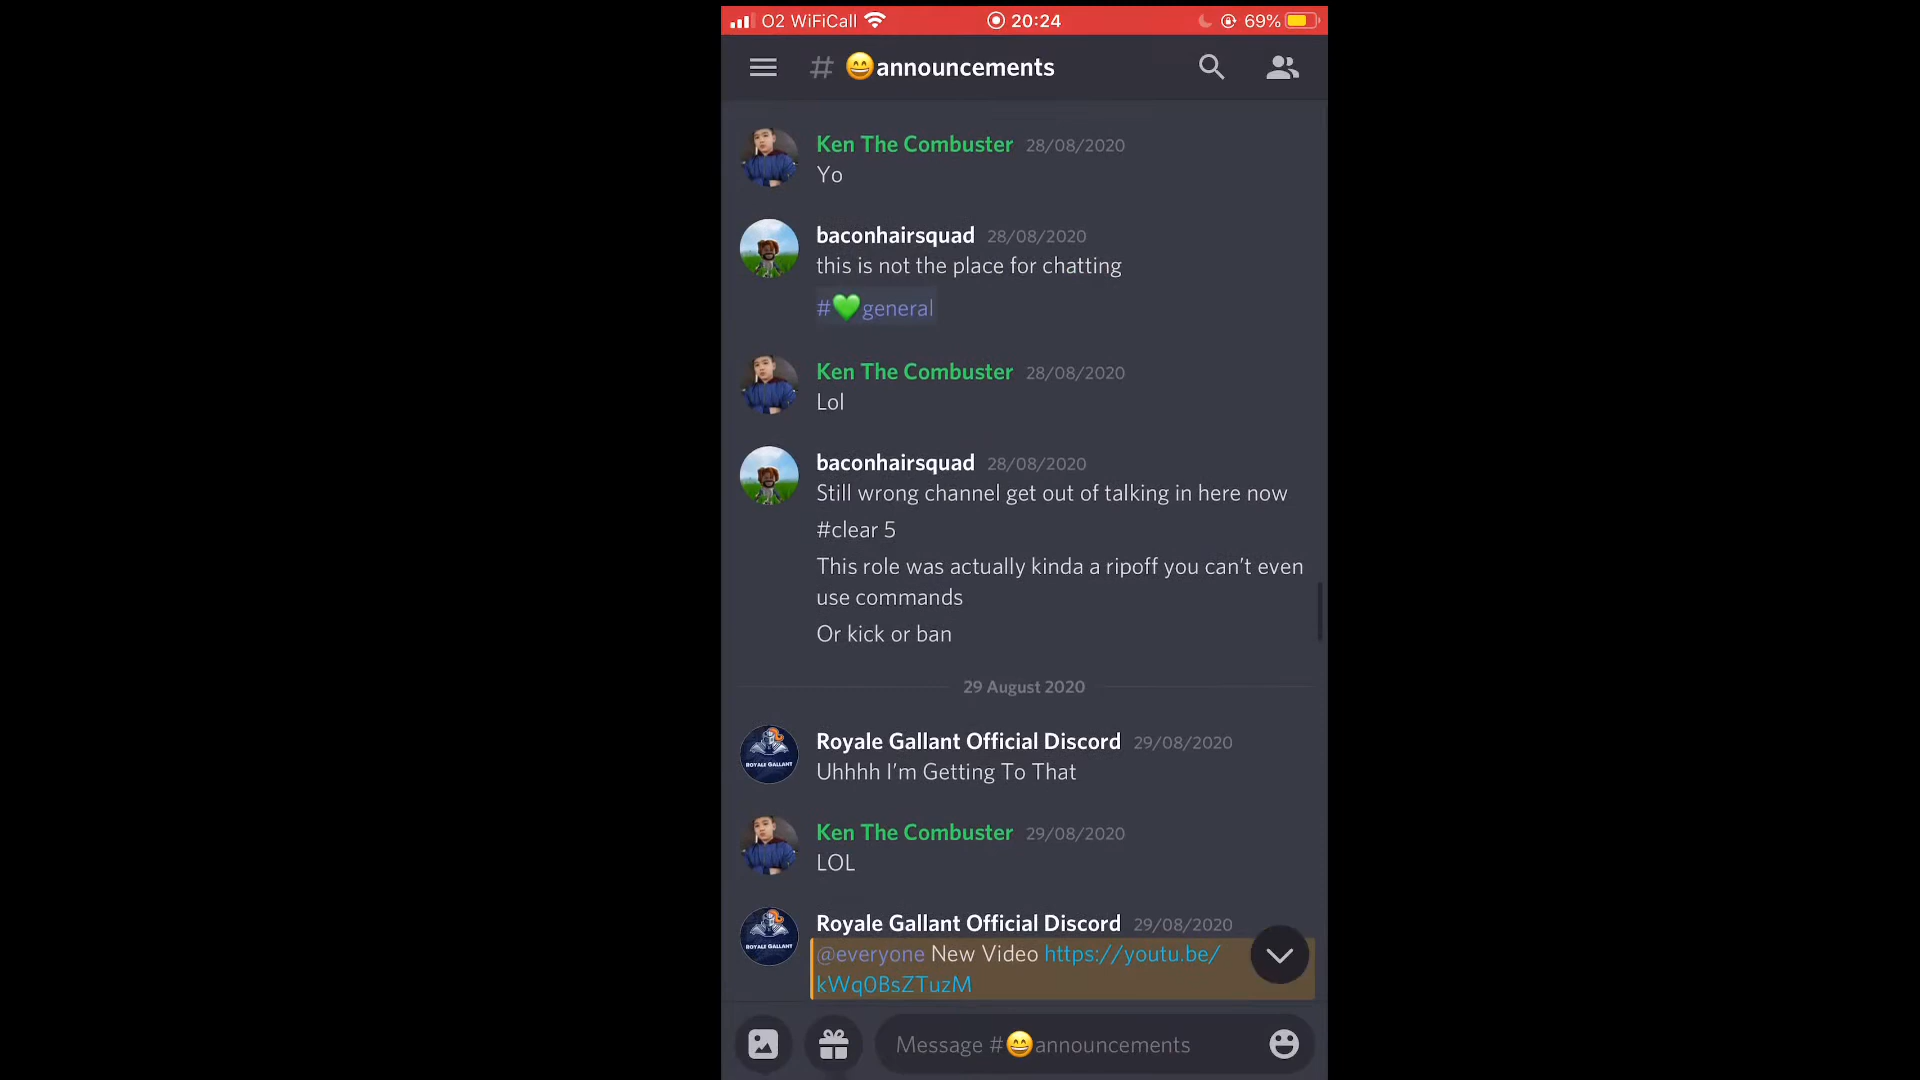 O2 WiFiCall 20:24 69%
# 😄announcements
Ken The Combuster 28/08/2020
Yo
baconhairsquad 28/08/2020
this is not the place for chatting
#💚general
Ken The Combuster 28/08/2020
Lol
baconhairsquad 28/08/2020
Still wrong channel get out of talking in here now
#clear 5
This role was actually kinda a ripoff you can't even
use commands
Or kick or ban
29 August 2020
Royale Gallant Official Discord 29/08/2020
ROYALE GALLANT
Uhhhh I'm Getting To That
Ken The Combuster 29/08/2020
LOL
Royale Gallant Official Discord 29/08/2020
ROYALE GALLANT
@everyone New Video https://youtu.be/
kWq0BsZTuzM
Message #😄announcements